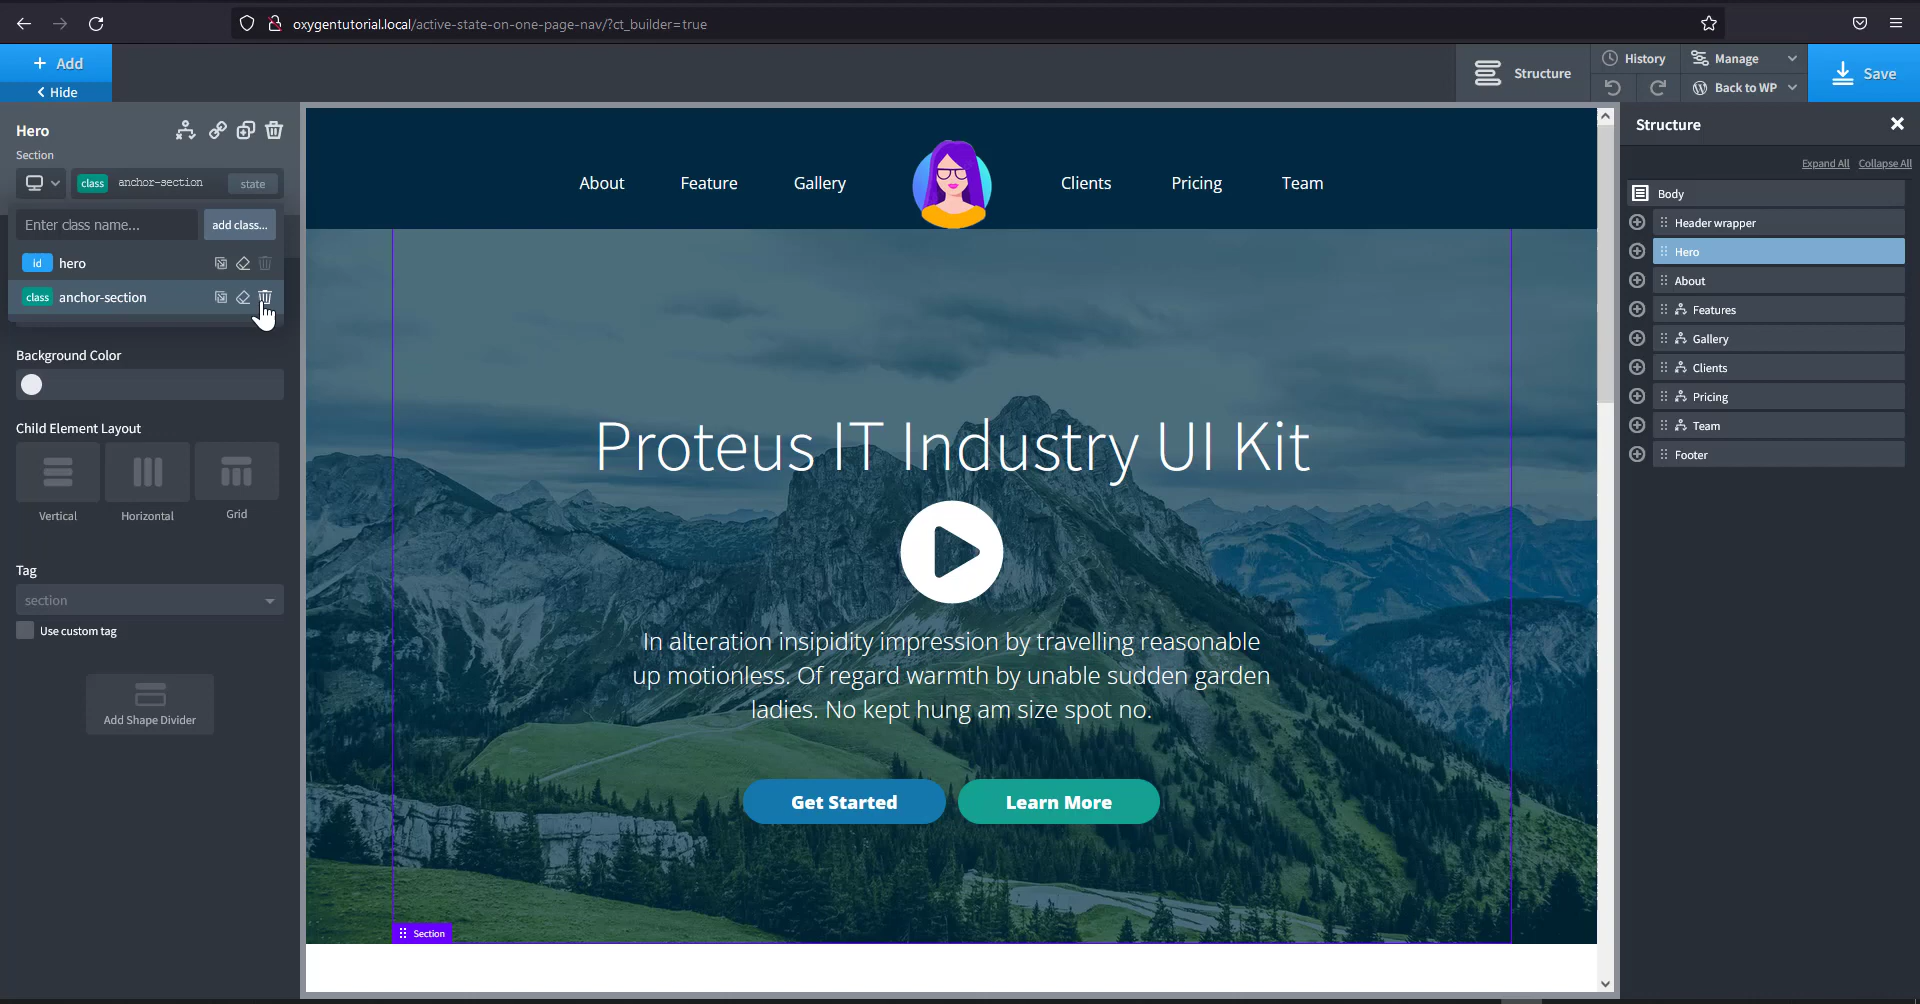 oxygentutorial.local/active-state-on-one-page-nav/?ct_builder=true
+ Add
Hide
Structure
History
Manage
Back to WP
Save
Hero
Section
class anchor-section state
Enter class name... add class...
id hero
class anchor-section
Background Color
Child Element Layout
Vertical Horizontal Grid
Tag
section
Use custom tag
Add Shape Divider
About Feature Gallery Clients Pricing Team
Proteus IT Industry UI Kit
In alteration insipidity impression by travelling reasonable
up motionless. Of regard warmth by unable sudden garden
ladies. No kept hung am size spot no.
Get Started Learn More
Section
Structure
Expand All Collapse All
Body
Header wrapper
Hero
About
Features
Gallery
Clients
Pricing
Team
Footer